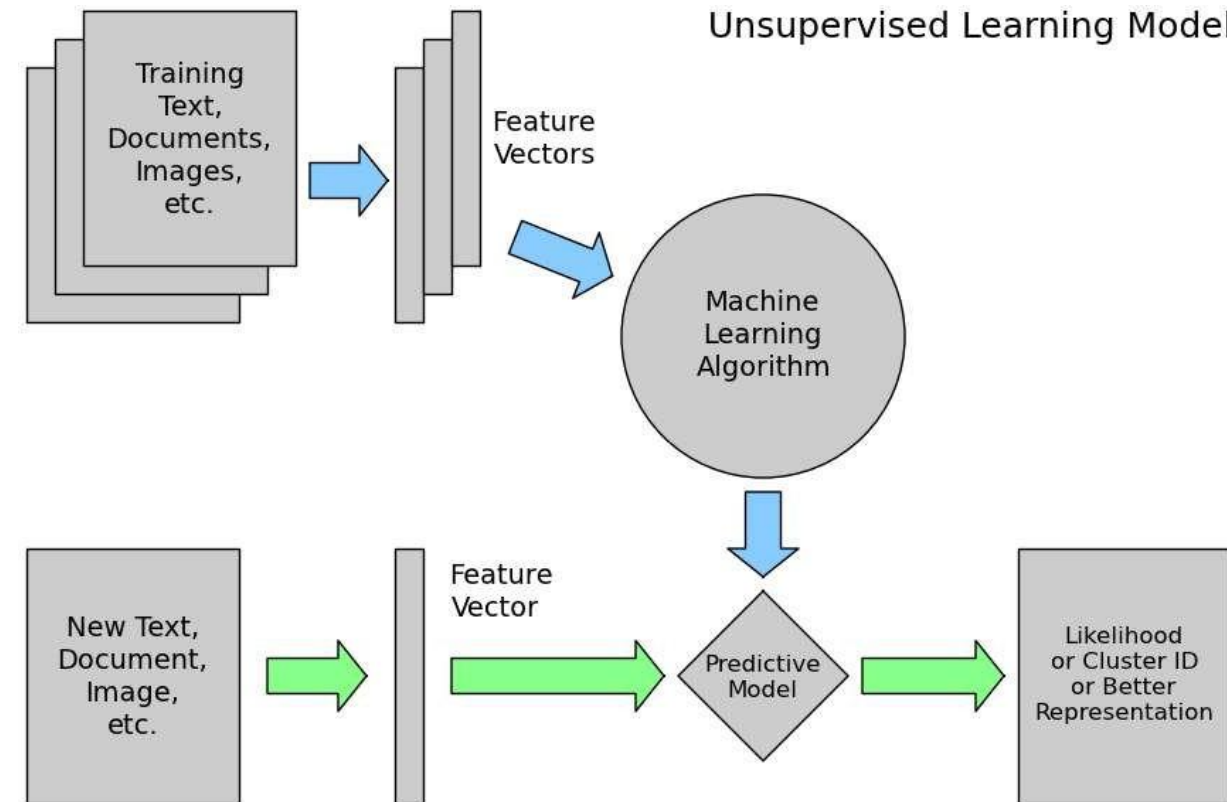 Unsupervised Learning Model
Training
Text,
Documents,
Images,
etc.
Feature
Vectors
Machine
Learning
Algorithm
New Text,
Document,
Image,
etc.
Feature
Vector
Predictive
Model
Likelihood
or Cluster ID
or Better
Representation